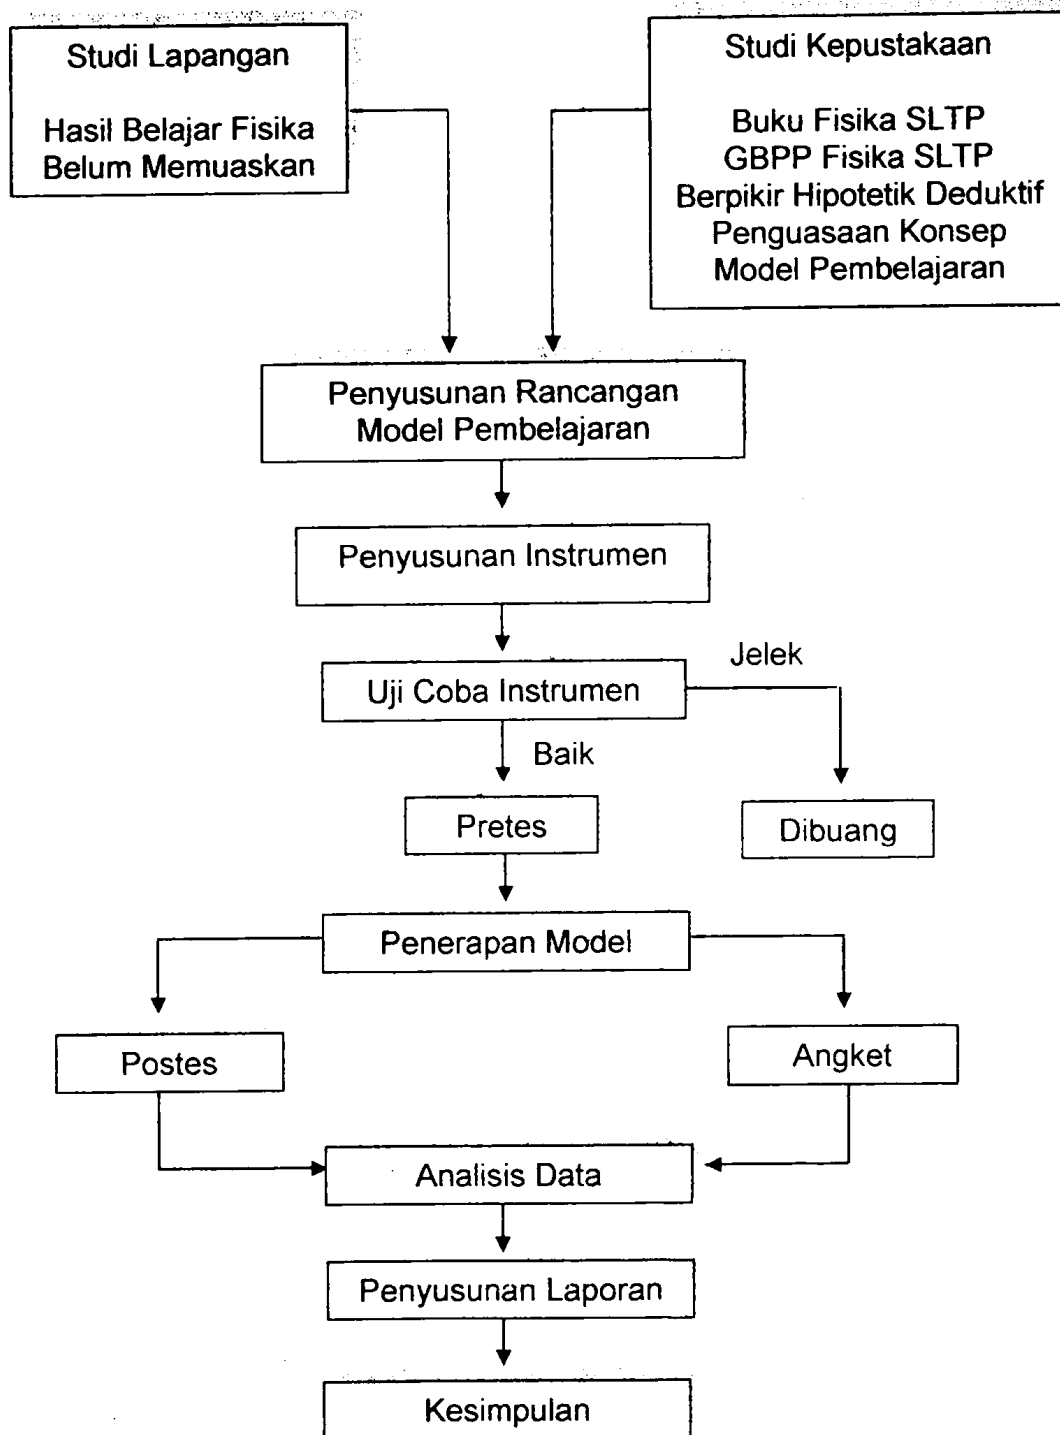 Studi Lapangan
Hasil Belajar Fisika
Belum Memuaskan
Studi Kepustakaan
Buku Fisika SLTP
GBPP Fisika SLTP
Berpikir Hipotetik Deduktif
Penguasaan Konsep
Model Pembelajaran
Penyusunan Rancangan
Model Pembelajaran
Penyusunan Instrumen
Uji Coba Instrumen
Jelek
Baik
Pretes
Dibuang
Penerapan Model
Postes
Angket
Analisis Data
Penyusunan Laporan
Kesimpulan